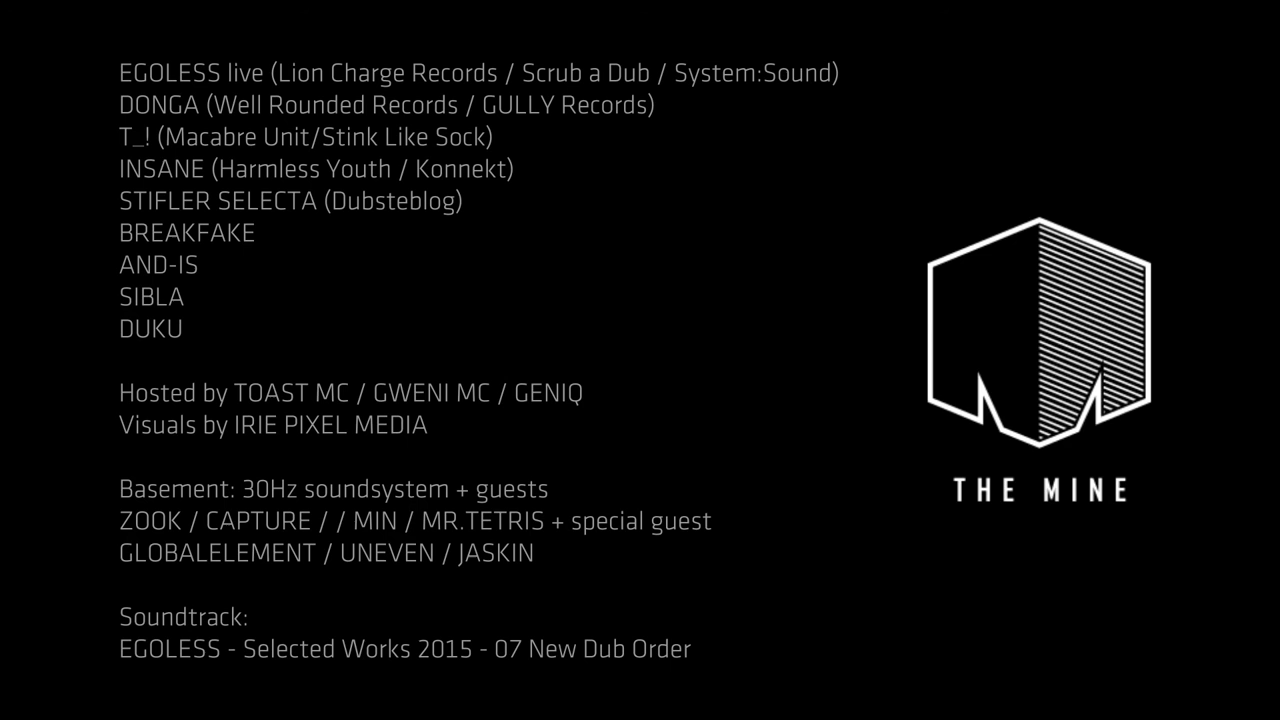 EGOLESS live (Lion Charge Records / Scrub a Dub / System:Sound)
DONGA (Well Rounded Records / GULLY Records)
T_! (Macabre Unit/Stink Like Sock)
INSANE (Harmless Youth / Konnekt)
STIFLER SELECTA (Dubsteblog)
BREAKFAKE
AND-IS
SIBLA
DUKU
Hosted by TOAST MC / GWENI MC / GENIQ
Visuals by IRIE PIXEL MEDIA
Basement: 30Hz soundsystem + guests
ZOOK / CAPTURE / / MIN / MR.TETRIS + special guest
GLOBALELEMENT / UNEVEN / JASKIN
Soundtrack:
EGOLESS - Selected Works 2015 - 07 New Dub Order
THE MINE